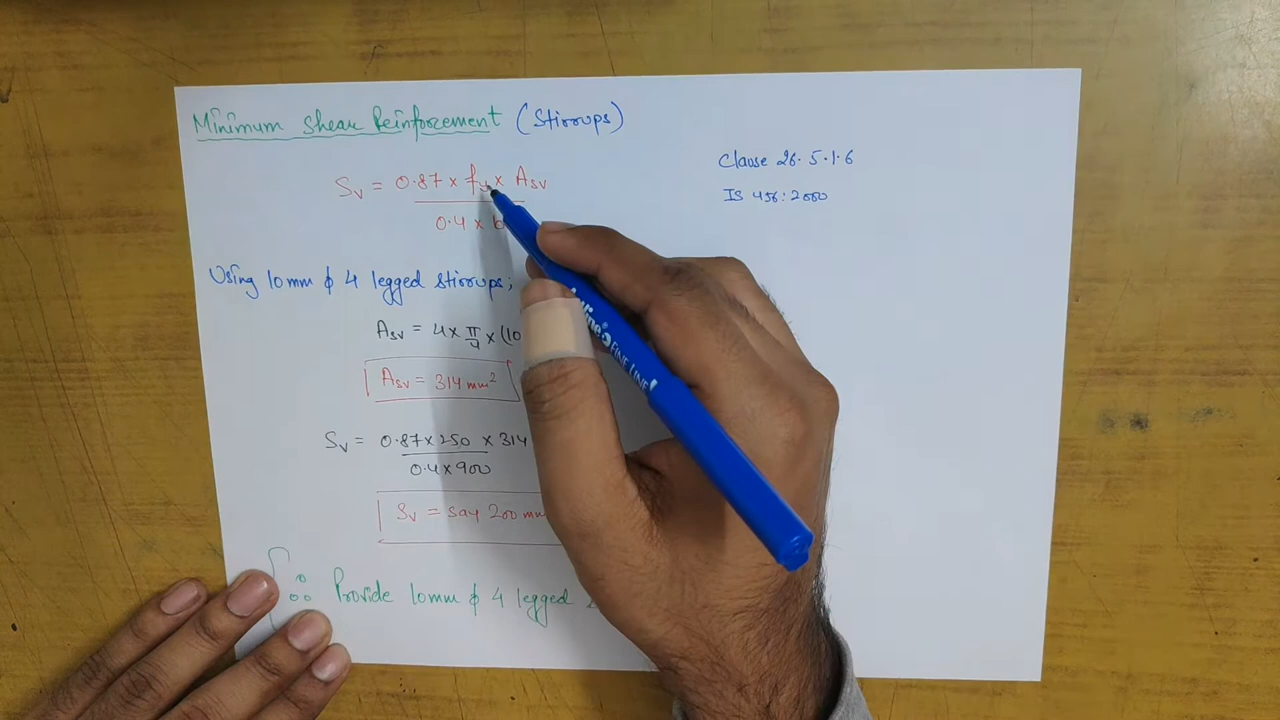 Minimum Shear Reinforcement (Stirrups)
Clause 26.5.1.6
IS 456:2000
Sv = 0.87 × fy × Asv
0.4 × b
Using 10mm ϕ 4 legged stirrups;
Asv = 4 × π/4 × (10
Asv = 314 mm²
Sv = 0.87 × 250 × 314
0.4 × 900
Sv = say 200 mm
∴ Provide 10mm ϕ 4 legged
FINE LINE!